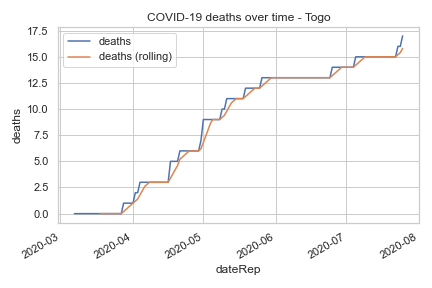 COVID-19 deaths over time - Togo
deaths
deaths (rolling)
17.5
15.0
12.5
10.0
7.5
5.0
2.5
0.0
deaths
2020-03
2020-04
2020-05
2020-06
2020-07
2020-08
dateRep